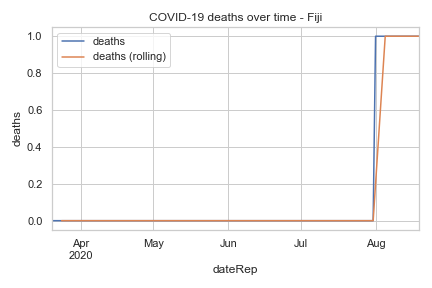 COVID-19 deaths over time - Fiji
deaths
deaths (rolling)
1.0
0.8
0.6
0.4
0.2
0.0
deaths
Apr
2020
May
Jun
Jul
Aug
dateRep